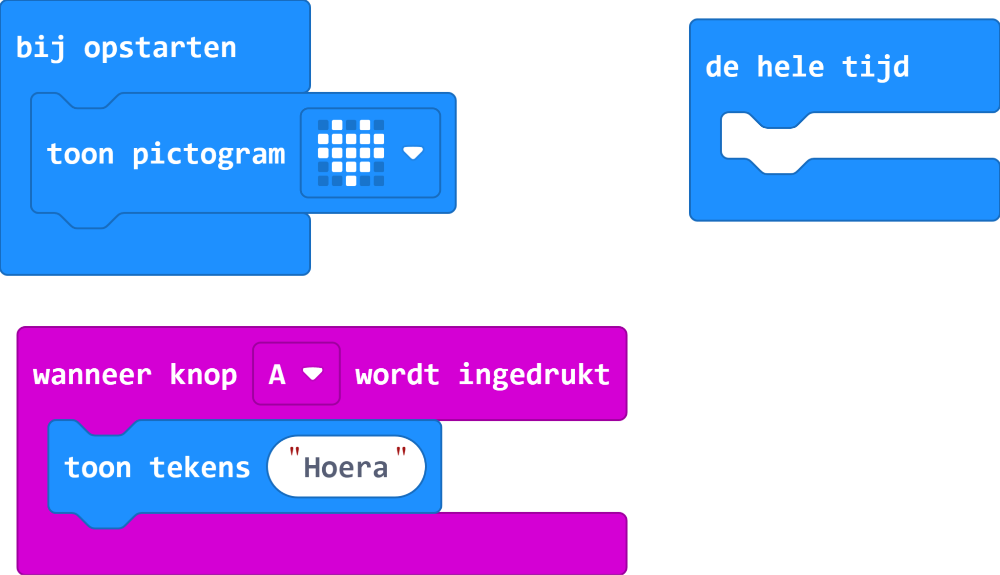 bij opstarten
toon pictogram
de hele tijd
wanneer knop A wordt ingedrukt
toon tekens "Hoera"